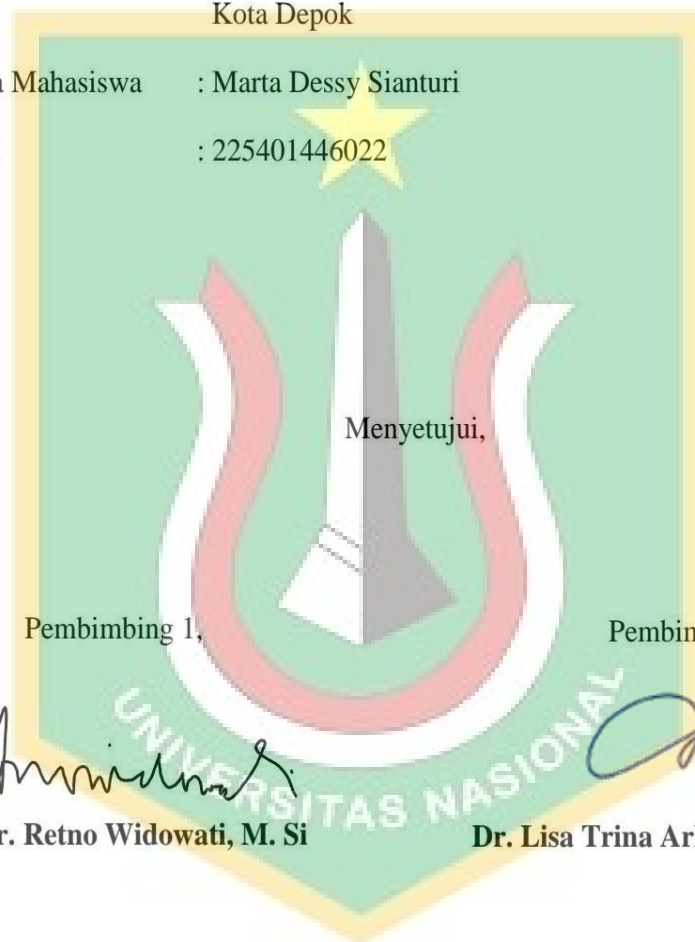 Kota Depok
Mahasiswa : Marta Dessy Sianturi
: 225401446022
Menyetujui,
Pembimbing 1,
UNIVERSITAS NASIONAL
Retno Widowati, M. Si Dr. Lisa Trina